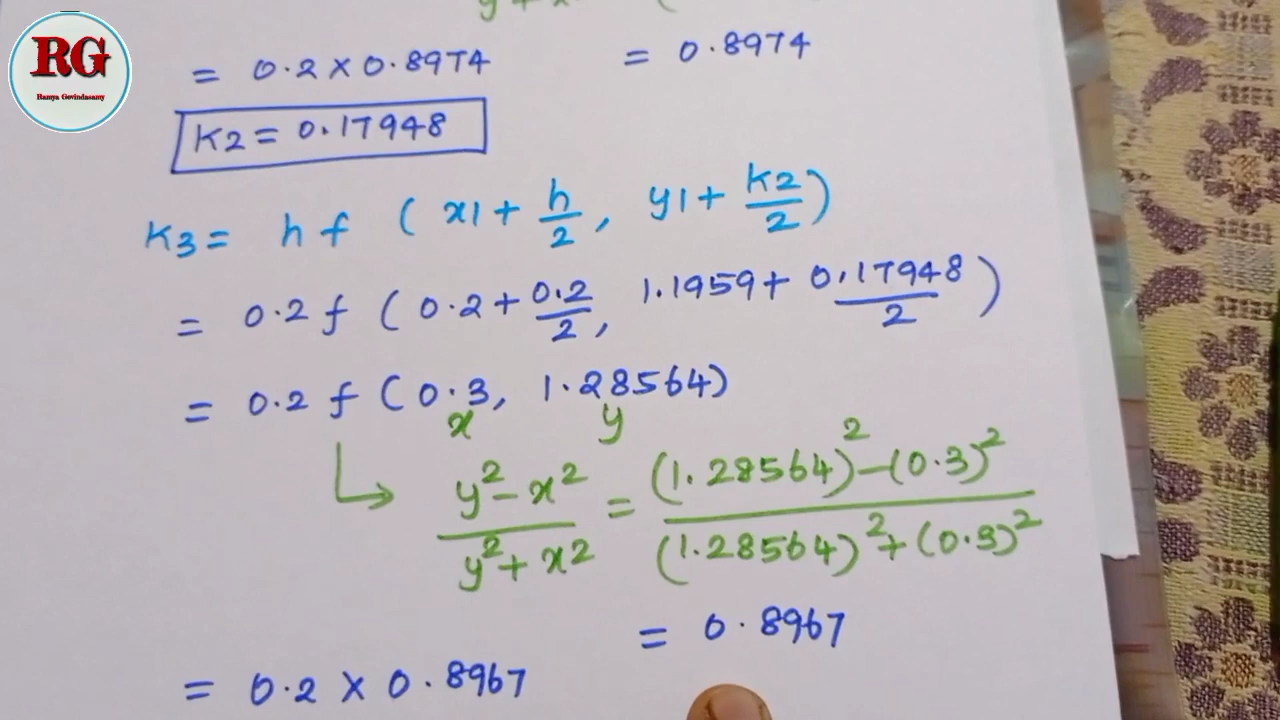 RG
Ramya Govindasamy
= 0.2 × 0.8974 = 0.8974
K2 = 0.17948
K3 = h f ( x1 + h/2, y1 + K2/2 )
= 0.2 f ( 0.2 + 0.2/2, 1.1959 + 0.17948/2 )
= 0.2 f ( 0.3, 1.28564)
x y
↳ y² - x² / y² + x² = (1.28564)² - (0.3)² / (1.28564)² + (0.3)²
= 0.8967
= 0.2 × 0.8967